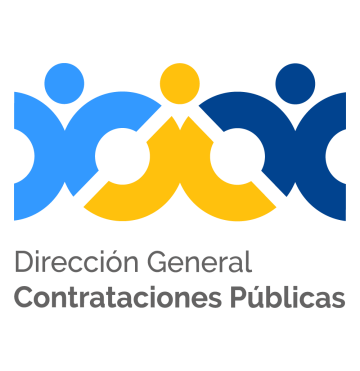 Dirección General
Contrataciones Públicas